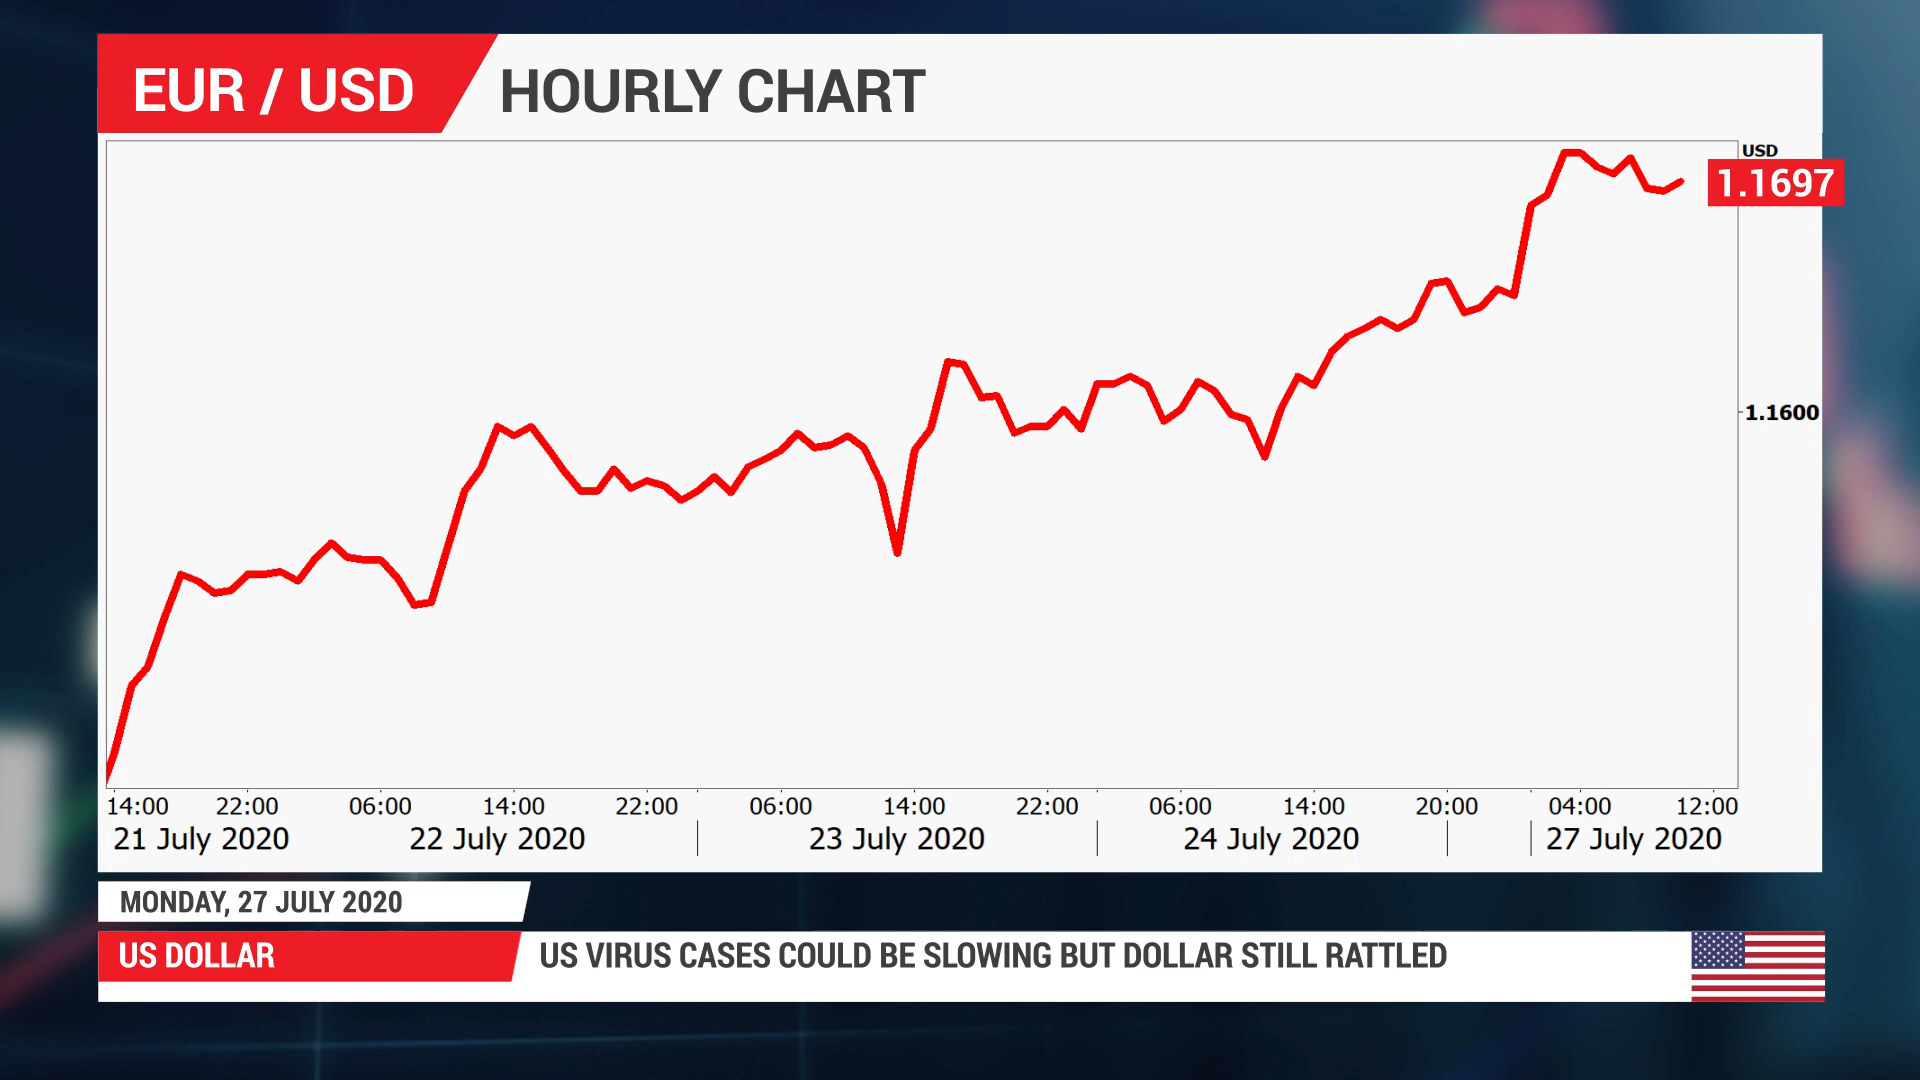 EUR / USD HOURLY CHART
USD
1.1697
1.1600
14:00 22:00 06:00 14:00 22:00 06:00 14:00 22:00 06:00 14:00 20:00 04:00 12:00
21 July 2020 22 July 2020 23 July 2020 24 July 2020 27 July 2020
MONDAY, 27 JULY 2020
US DOLLAR US VIRUS CASES COULD BE SLOWING BUT DOLLAR STILL RATTLED